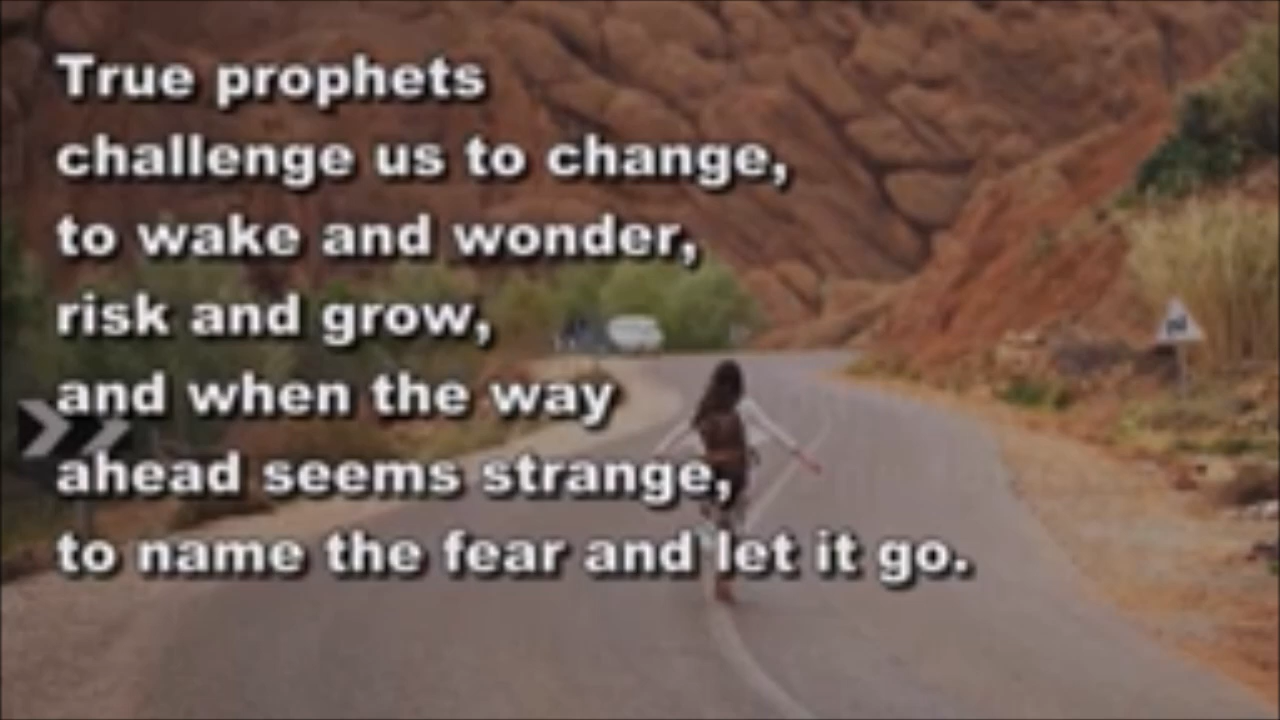 True prophets
challenge us to change,
to wake and wonder,
risk and grow,
and when the way
ahead seems strange,
to name the fear and let it go.